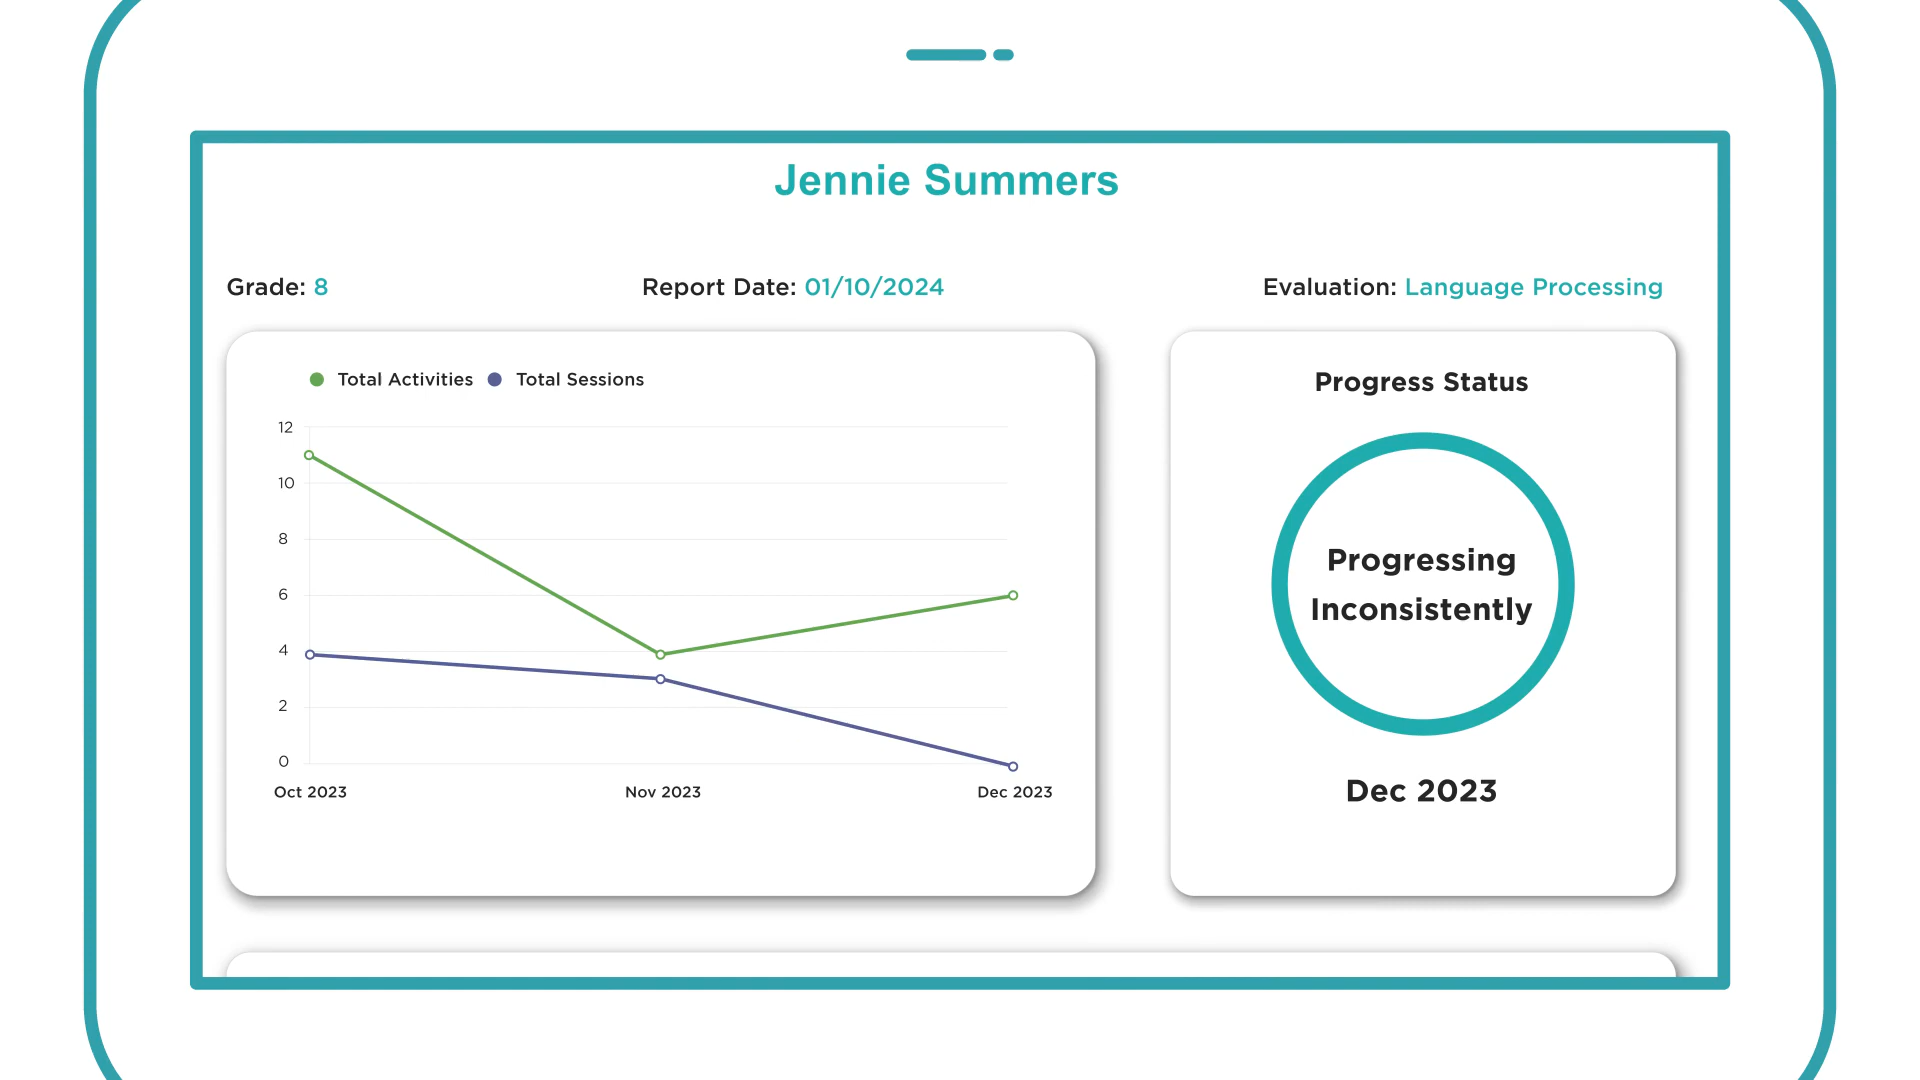 Jennie Summers
Grade: 8
Report Date: 01/10/2024
Evaluation: Language Processing
Total Activities
Total Sessions
12
10
8
6
4
2
0
Oct 2023
Nov 2023
Dec 2023
Progress Status
Progressing
Inconsistently
Dec 2023